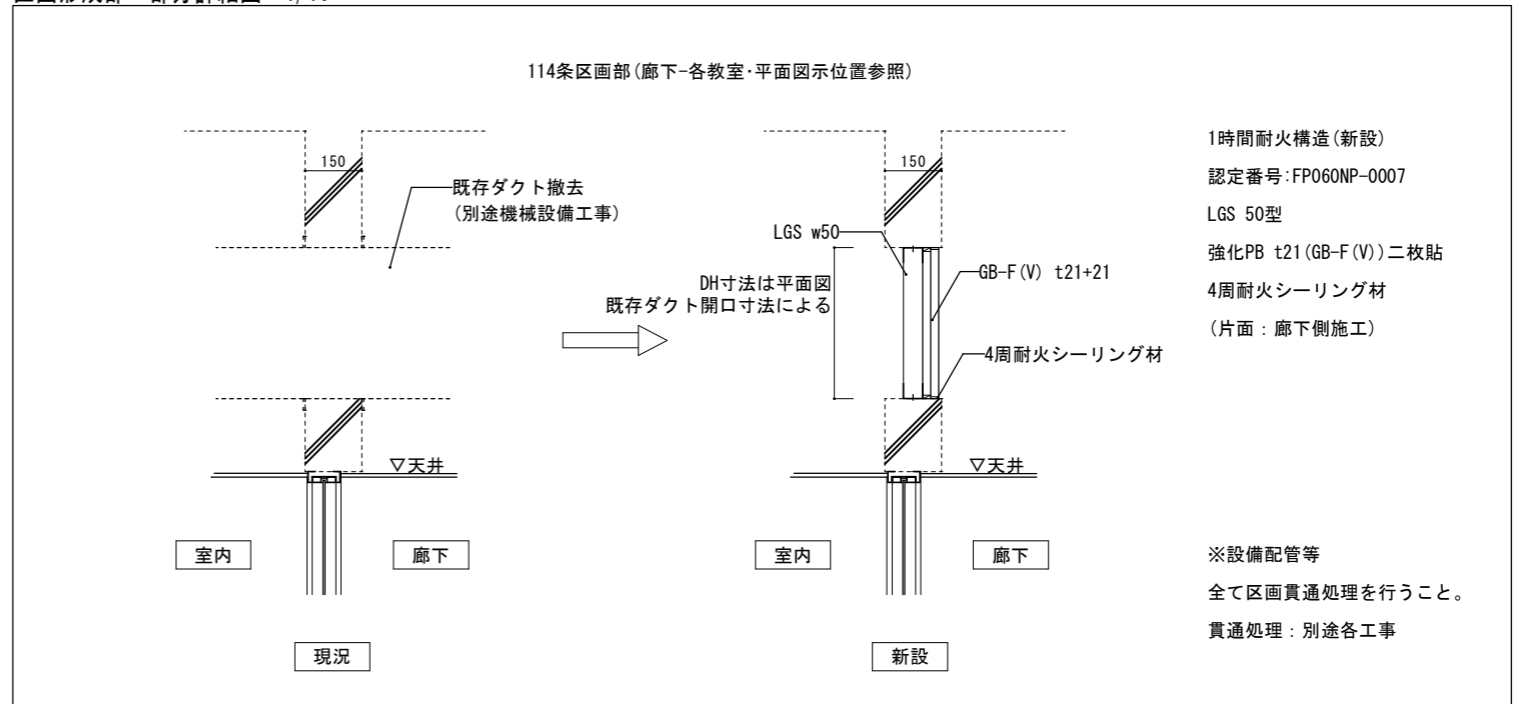 114条区画部(廊下-各教室･平面図示位置参照)
150
既存ダクト撤去
(別途機械設備工事)
▽天井
室内
廊下
現況
150
LGS w50
DH寸法は平面図
既存ダクト開口寸法による
GB-F(V) t21+21
4周耐火シーリング材
▽天井
室内
廊下
新設
1時間耐火構造(新設)
認定番号:FP060NP-0007
LGS 50型
強化PB t21(GB-F(V))二枚貼
4周耐火シーリング材
(片面：廊下側施工)
※設備配管等
全て区画貫通処理を行うこと。
貫通処理：別途各工事